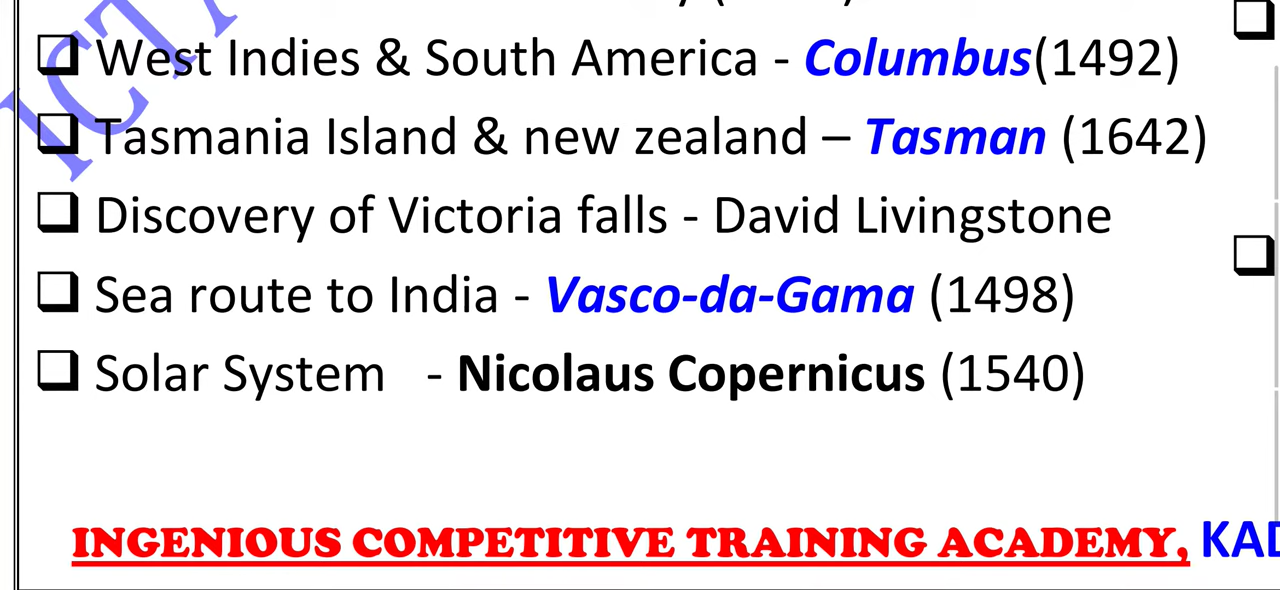 West Indies & South America - Columbus(1492)
Tasmania Island & new zealand – Tasman (1642)
Discovery of Victoria falls - David Livingstone
Sea route to India - Vasco-da-Gama (1498)
Solar System - Nicolaus Copernicus (1540)
INGENIOUS COMPETITIVE TRAINING ACADEMY,